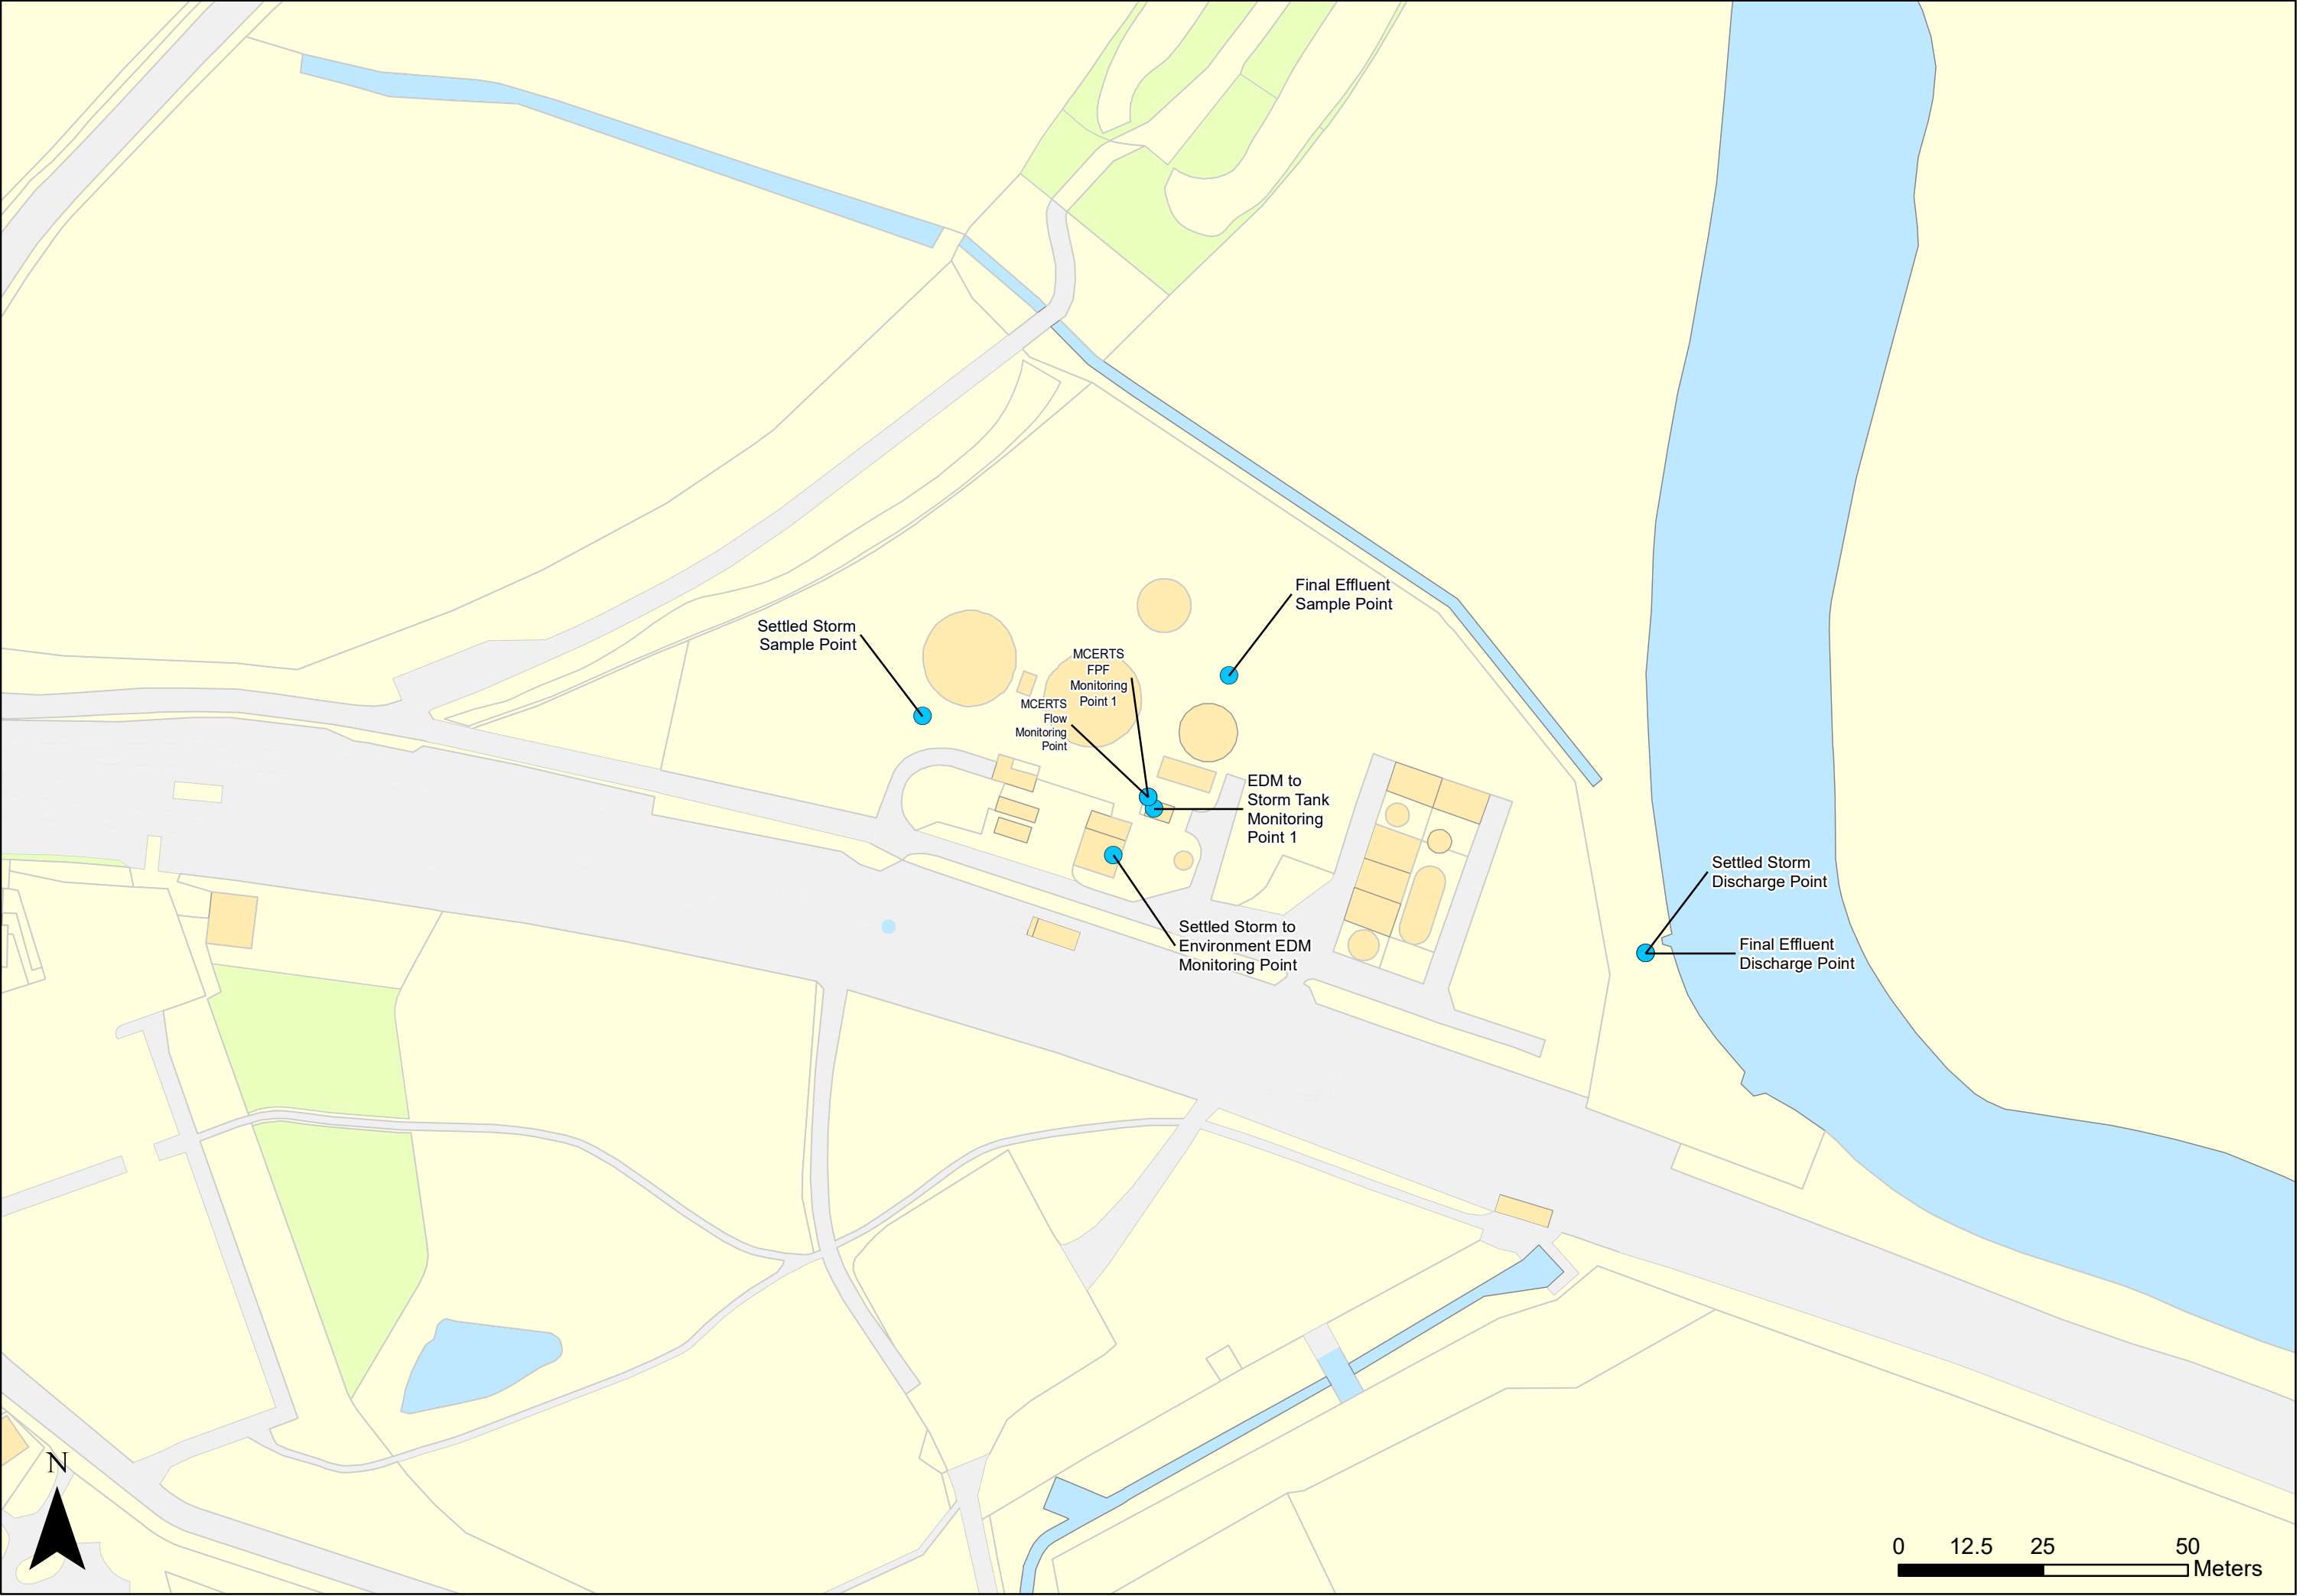 Final Effluent
Sample Point
Settled Storm
Sample Point
MCERTS
FPF
Monitoring
Point 1
MCERTS
Flow
Monitoring
Point
EDM to
Storm Tank
Monitoring
Point 1
Settled Storm
Discharge Point
Settled Storm to
Environment EDM
Monitoring Point
Final Effluent
Discharge Point
N
0 12.5 25 50
Meters